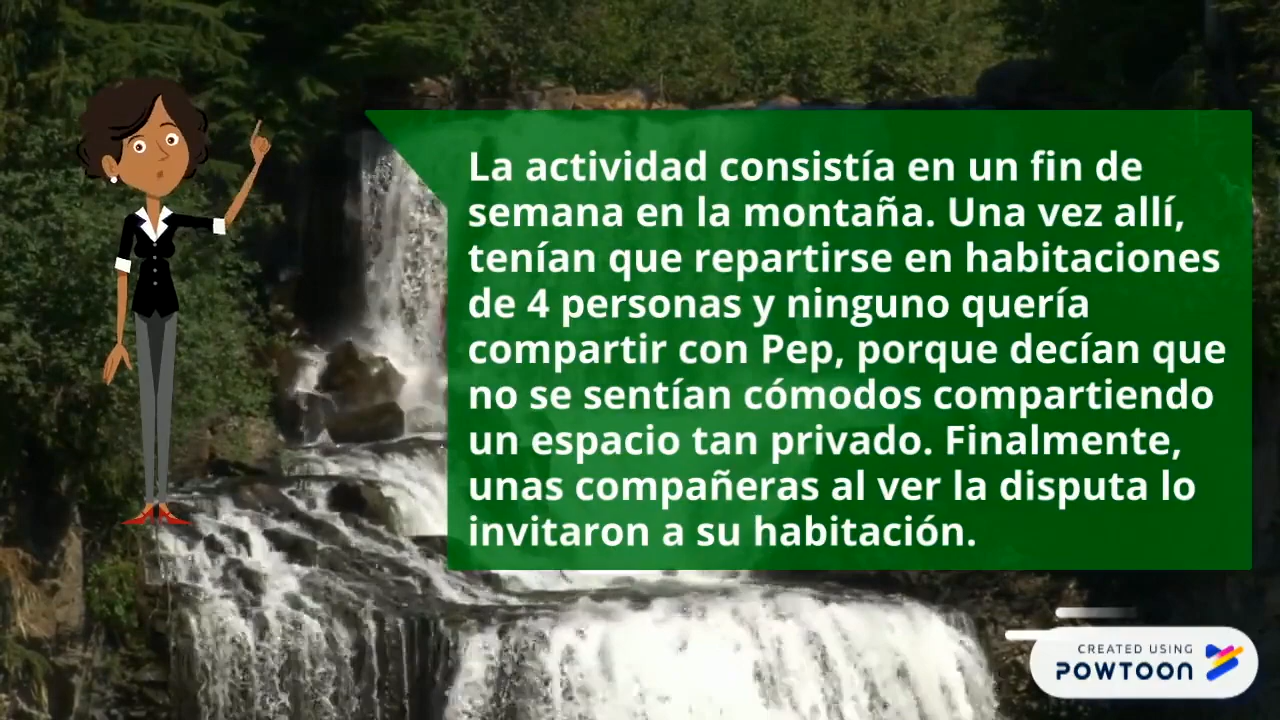 La actividad consistía en un fin de
semana en la montaña. Una vez allí,
tenían que repartirse en habitaciones
de 4 personas y ninguno quería
compartir con Pep, porque decían que
no se sentían cómodos compartiendo
un espacio tan privado. Finalmente,
unas compañeras al ver la disputa lo
invitaron a su habitación.
CREATED USING
POWTOON